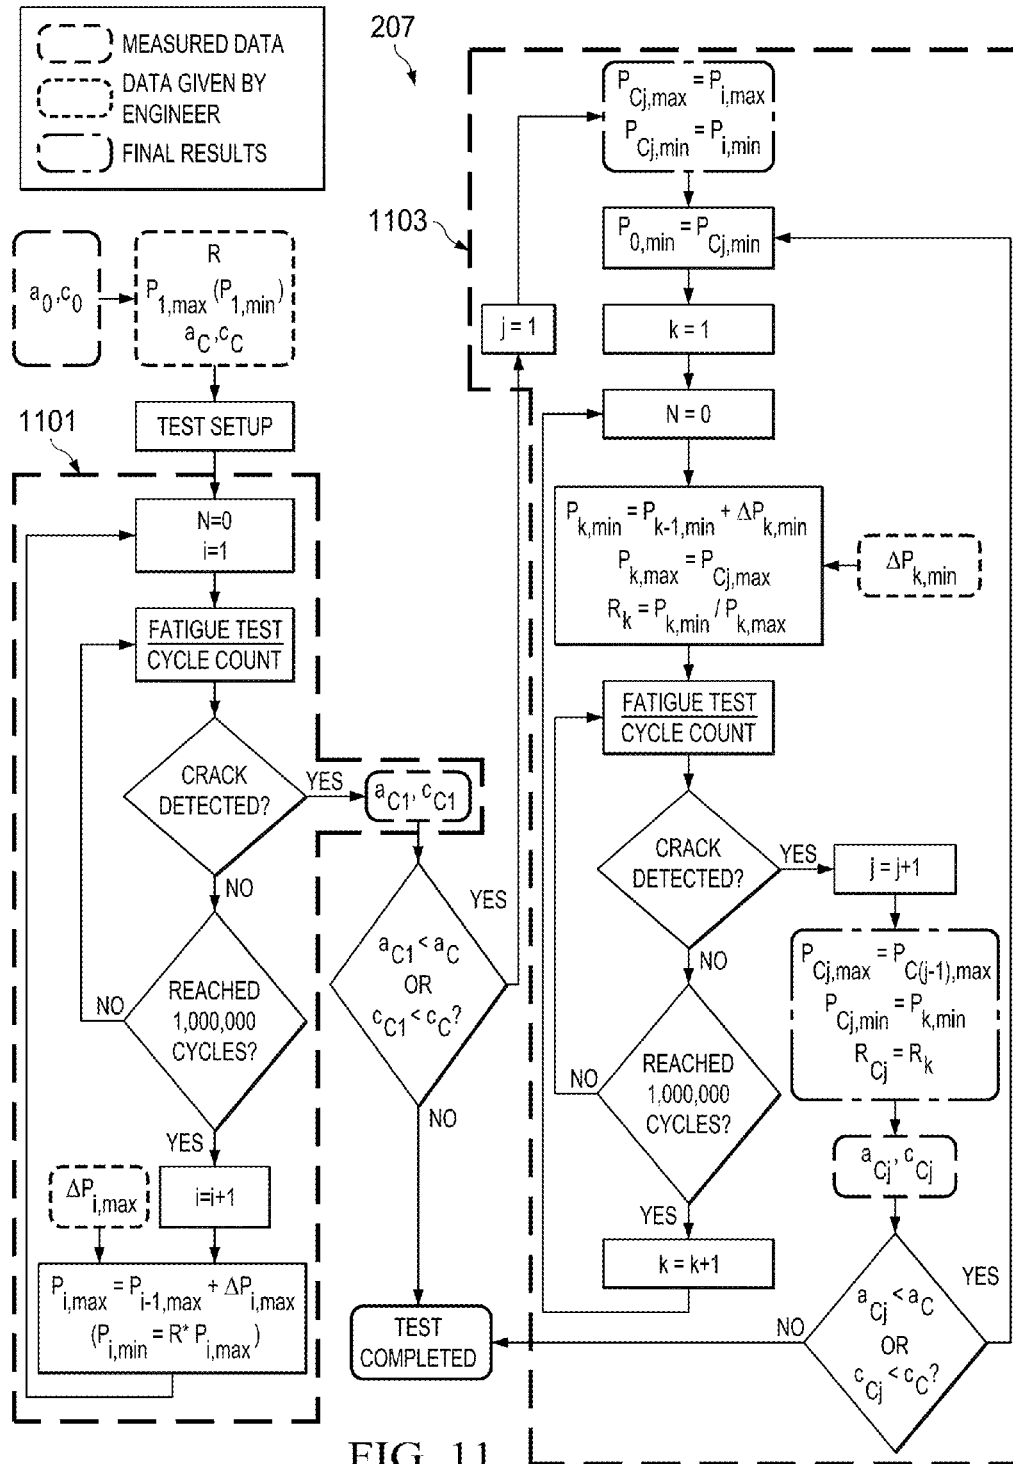 MEASURED DATA
DATA GIVEN BY
ENGINEER
FINAL RESULTS
207
1103
1101
a0,c0
R
P1,max (P1,min)
aC,cC
TEST SETUP
N=0
i=1
FATIGUE TEST
CYCLE COUNT
CRACK
DETECTED?
YES
NO
aC1, cC1
REACHED
1,000,000
CYCLES?
NO
YES
ΔPi,max
i=i+1
Pi,max = Pi-1,max + ΔPi,max
(Pi,min = R* Pi,max)
aC1 < aC
OR
cC1 < cC?
YES
NO
TEST
COMPLETED
j = 1
PCj,max = Pi,max
PCj,min = Pi,min
P0,min = PCj,min
k = 1
N = 0
Pk,min = Pk-1,min + ΔPk,min
Pk,max = PCj,max
Rk = Pk,min / Pk,max
ΔPk,min
FATIGUE TEST
CYCLE COUNT
CRACK
DETECTED?
YES
NO
REACHED
1,000,000
CYCLES?
NO
YES
k = k+1
j = j+1
PCj,max = PC(j-1),max
PCj,min = Pk,min
RCj = Rk
aCj, cCj
aCj < aC
OR
cCj < cC?
YES
NO
FIG. 11